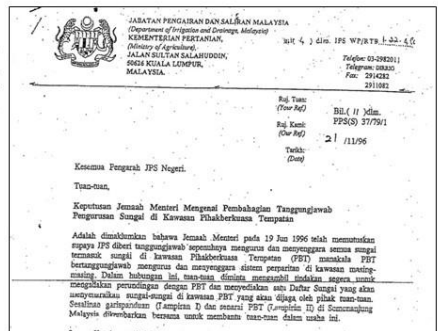 JABATAN PENGAIRAN DAN SALIRAN MALAYSIA
(Department of Irrigation and Drainage, Malaysia)
KEMENTERIAN PERTANIAN,
(Ministry of Agriculture),
JALAN SULTAN SALAHUDDIN,
50626 KUALA LUMPUR,
MALAYSIA.
dlm. JPS WP/RTB
Telefon: 03-2982011
Telegram:
Fax: 2914282
2911082
Ruj. Tuan:
(Your Ref.)
Ruj. Kami: Bil.( 11 )dlm.
(Our Ref.) PPS(S) 37/79/1
Tarikh: 21 /11/96
(Date)
Kesemua Pengarah JPS Negeri.
Tuan-tuan,
Keputusan Jemaah Menteri Mengenai Pembahagian Tanggungjawab
Pengurusan Sungai di Kawasan Pihakberkuasa Tempatan
Adalah dimaklumkan bahawa Jemaah Menteri pada 19 Jun 1996 telah memutuskan
supaya JPS diberi tanggungjawab sepenuhnya mengurus dan menyenggara semua sungai
termasuk sungai di kawasan Pihakberkuasa Tempatan (PBT) manakala PBT
bertanggungjawab mengurus dan menyenggara sistem perparitan di kawasan masing-
masing. Dalam hubungan ini, tuan-tuan diminta mengambil tindakan segera untuk
mengadakan perundingan dengan PBT dan menyediakan satu Daftar Sungai yang akan
menyenaraikan sungai-sungai di kawasan PBT yang akan dijaga oleh pihak tuan-tuan.
Sesalinan garispanduan (Lampiran I) dan senarai PBT (Lampiran II) di Semenanjung
Malaysia dikembarkan bersama untuk membantu tuan-tuan dalam usaha ini.